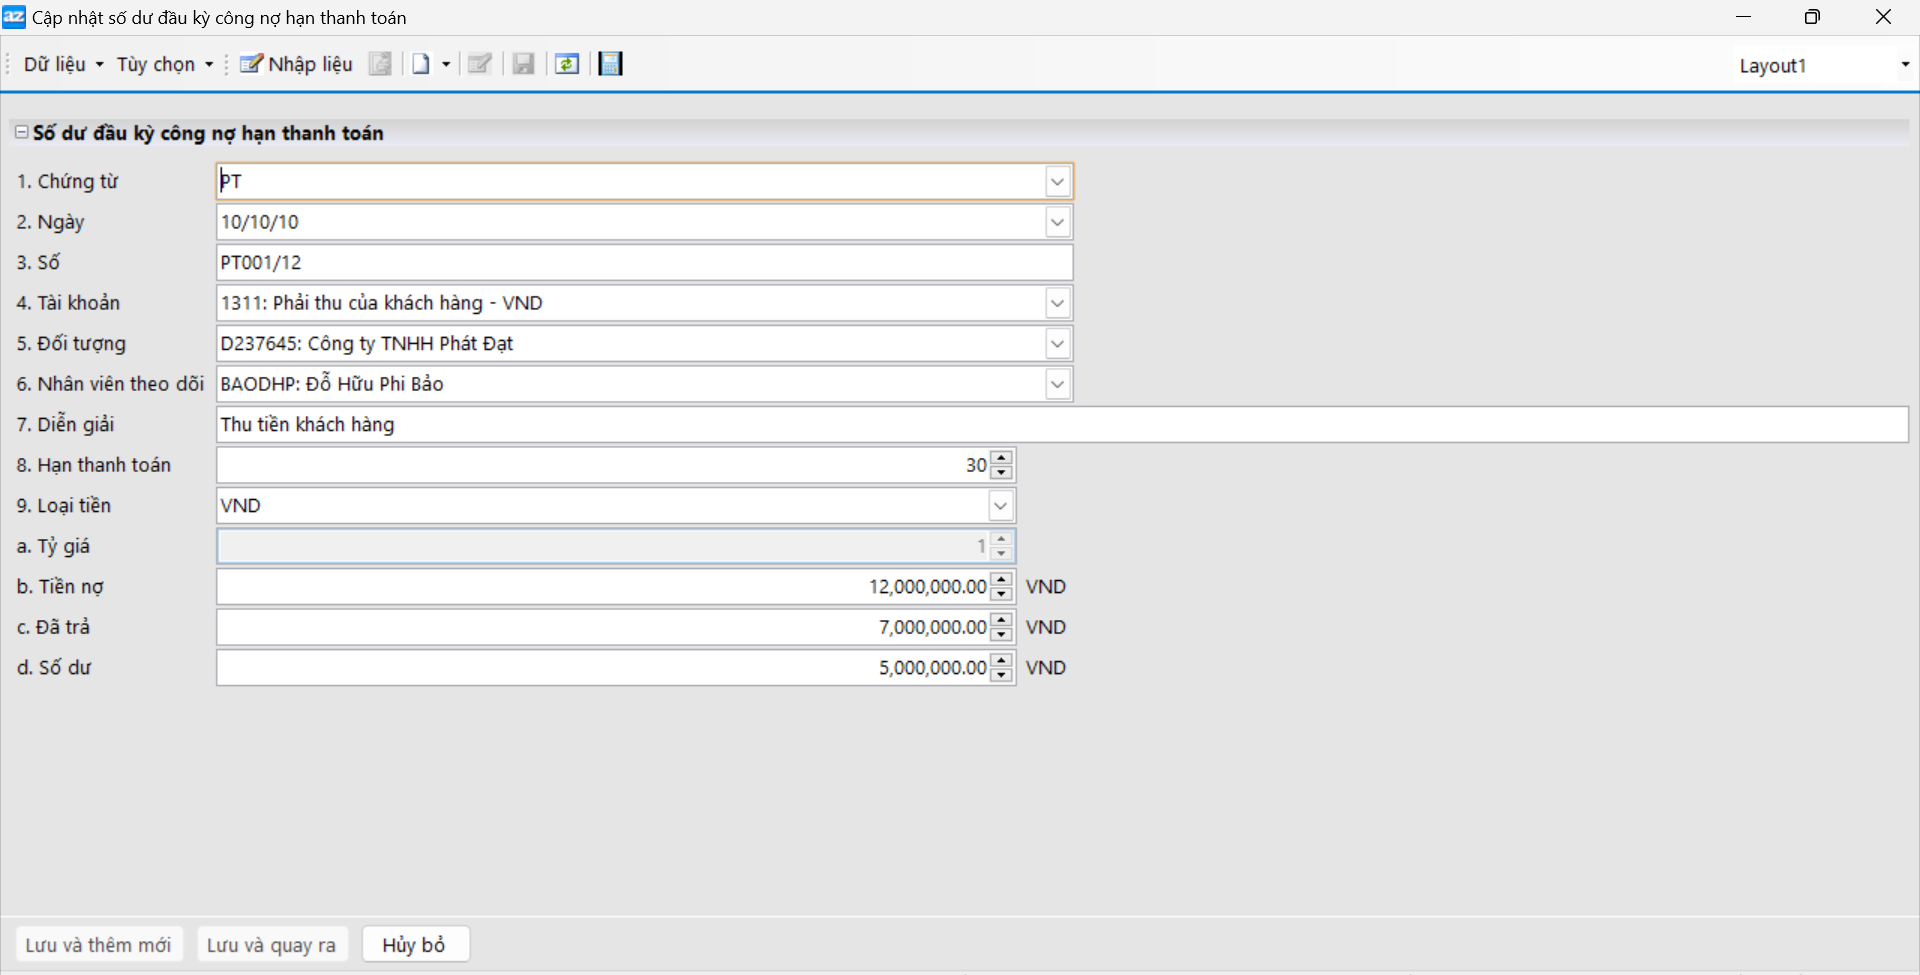 az Cập nhật số dư đầu kỳ công nợ hạn thanh toán
Dữ liệu Tùy chọn Nhập liệu Layout1
Số dư đầu kỳ công nợ hạn thanh toán
1. Chứng từ PT
2. Ngày 10/10/10
3. Số PT001/12
4. Tài khoản 1311: Phải thu của khách hàng - VND
5. Đối tượng D237645: Công ty TNHH Phát Đạt
6. Nhân viên theo dõi BAODHP: Đỗ Hữu Phi Bảo
7. Diễn giải Thu tiền khách hàng
8. Hạn thanh toán 30
9. Loại tiền VND
a. Tỷ giá 1
b. Tiền nợ 12,000,000.00 VND
c. Đã trả 7,000,000.00 VND
d. Số dư 5,000,000.00 VND
Lưu và thêm mới Lưu và quay ra Hủy bỏ